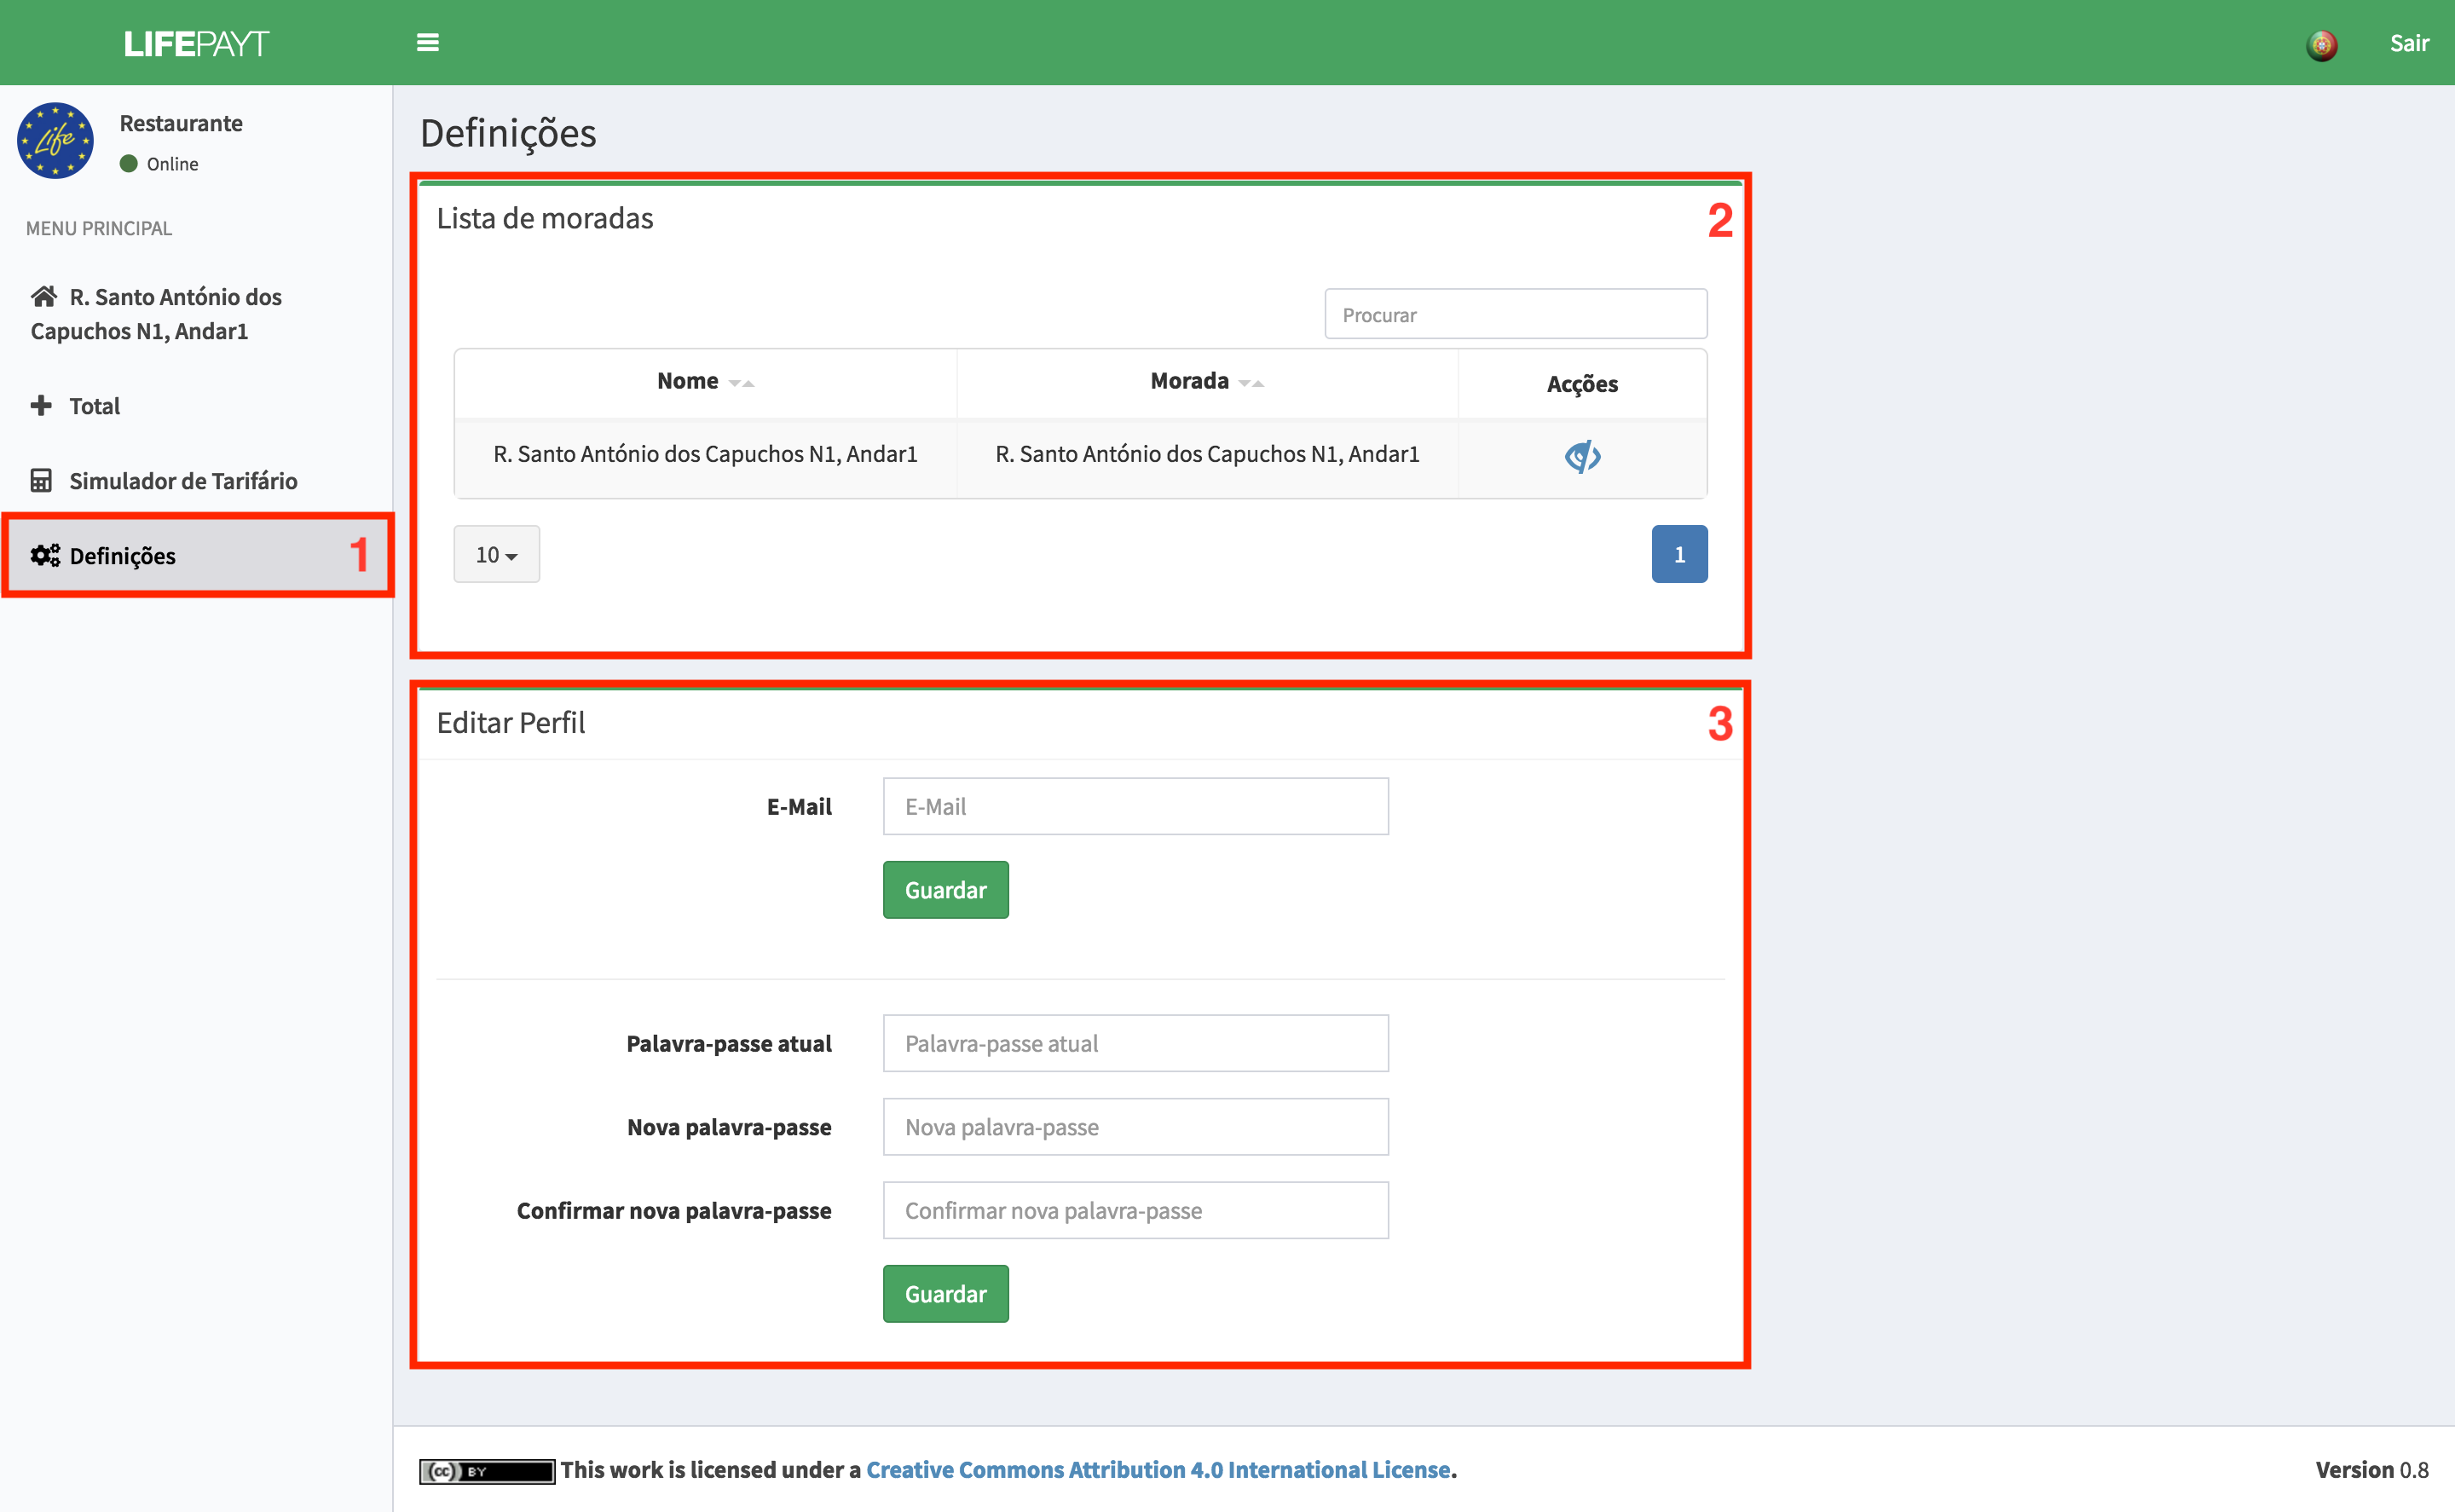 LIFEPAYT
Sair
Life
Restaurante
Online
MENU PRINCIPAL
R. Santo António dos
Capuchos N1, Andar1
Total
Simulador de Tarifário
Definições 1
Definições
Lista de moradas 2
Procurar
Nome Morada Acções
R. Santo António dos Capuchos N1, Andar1 R. Santo António dos Capuchos N1, Andar1
10 1
Editar Perfil 3
E-Mail E-Mail
Guardar
Palavra-passe atual Palavra-passe atual
Nova palavra-passe Nova palavra-passe
Confirmar nova palavra-passe Confirmar nova palavra-passe
Guardar
cc BY This work is licensed under a Creative Commons Attribution 4.0 International License. Version 0.8